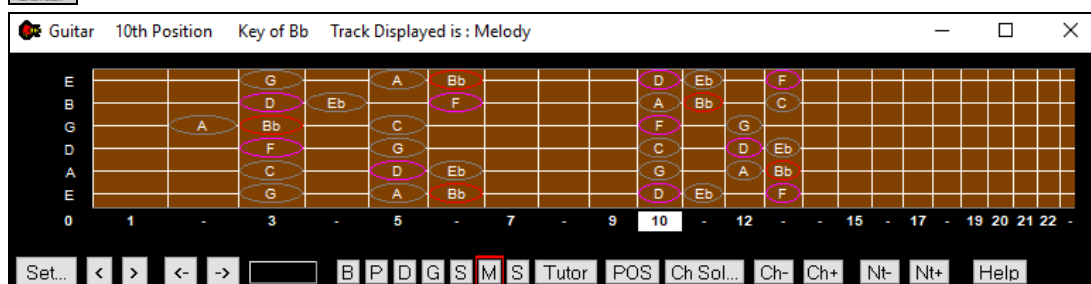 Guitar 10th Position Key of Bb Track Displayed is : Melody
E G A Bb D Eb F
B D Eb F A Bb C
G A Bb C F G
D F G C D Eb
A C D Eb G A Bb
E G A Bb D Eb F
0 1 - 3 - 5 - 7 - 9 10 - 12 - - 15 - 17 - 19 20 21 22 -
Set... < > <- -> B P D G S M S Tutor POS Ch Sol... Ch- Ch+ Nt- Nt+ Help